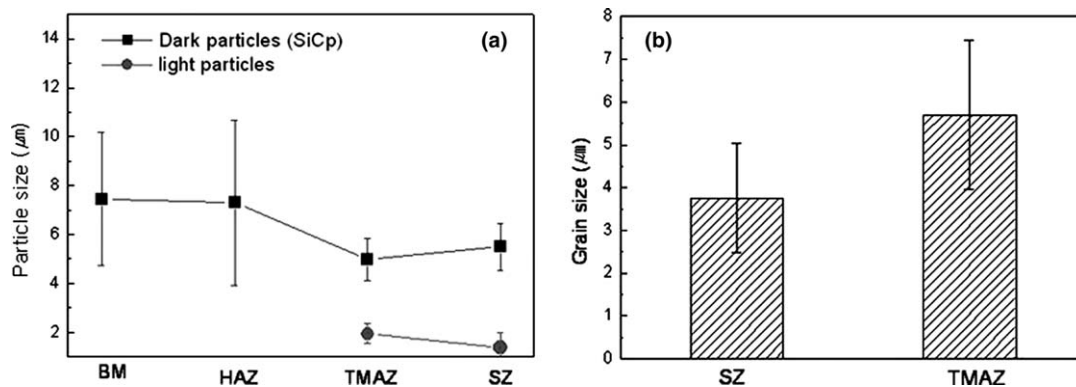 14
12
10
8
6
4
2
Particle size (㎛)
Dark particles (SiCp)
light particles
(a)
BM HAZ TMAZ SZ
8
7
6
5
4
3
2
1
0
Grain size (㎛)
(b)
SZ TMAZ